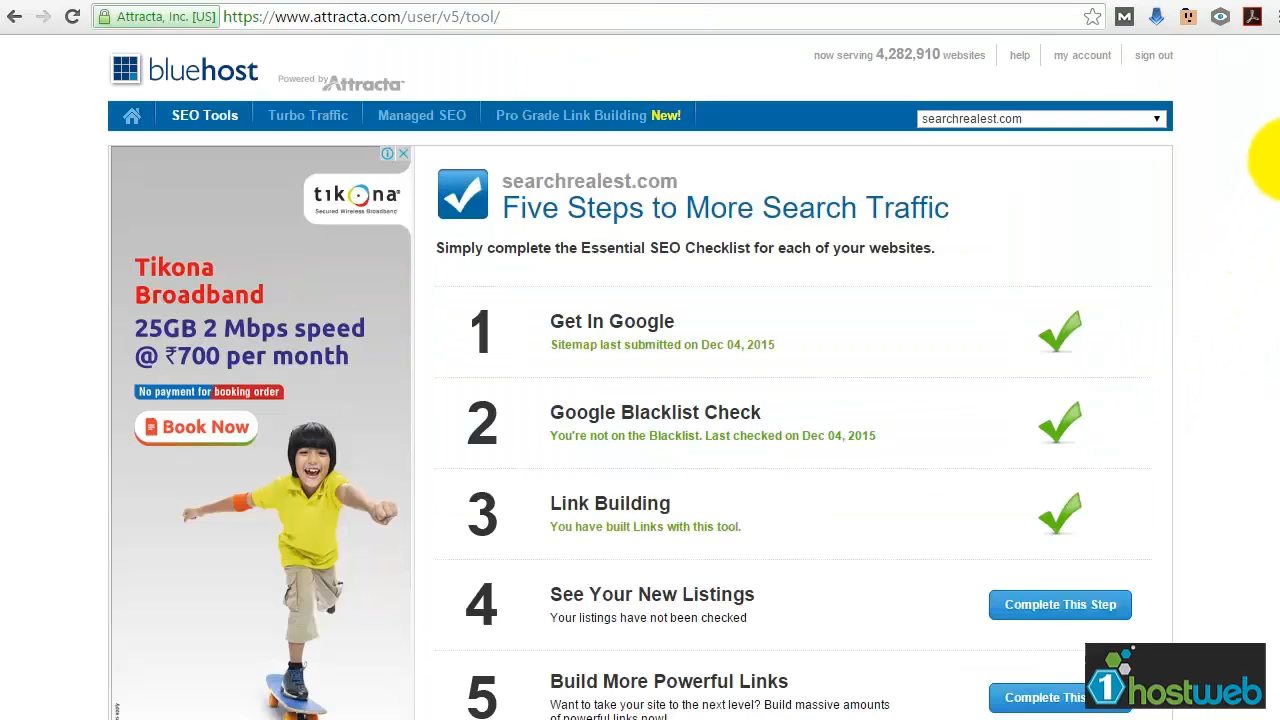 Attracta, Inc. [US] https://www.attracta.com/user/v5/tool/
bluehost Powered by Attracta
now serving 4,282,910 websites help my account sign out
SEO Tools Turbo Traffic Managed SEO Pro Grade Link Building New! searchrealest.com
tikona
Secured Wireless Broadband
Tikona
Broadband
25GB 2 Mbps speed
@ ₹700 per month
No payment for booking order
Book Now
searchrealest.com
Five Steps to More Search Traffic
Simply complete the Essential SEO Checklist for each of your websites.
1 Get In Google
Sitemap last submitted on Dec 04, 2015
2 Google Blacklist Check
You're not on the Blacklist. Last checked on Dec 04, 2015
3 Link Building
You have built Links with this tool.
4 See Your New Listings
Your listings have not been checked
Complete This Step
5 Build More Powerful Links
Want to take your site to the next level? Build massive amounts
of powerful links now!
Complete This
1hostweb